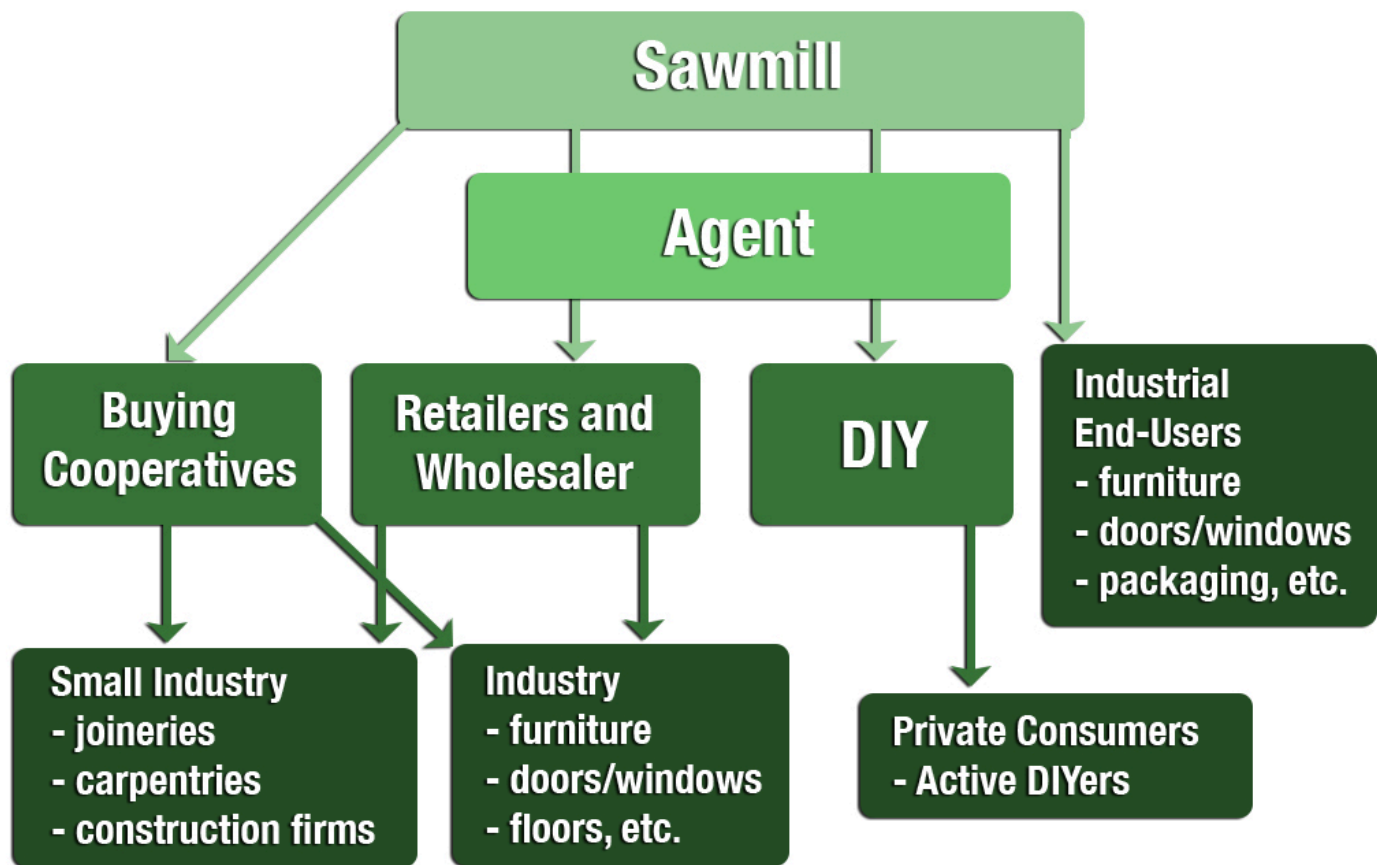 Sawmill
Agent
Buying
Cooperatives
Retailers and
Wholesaler
DIY
Industrial
End-Users
- furniture
- doors/windows
- packaging, etc.
Small Industry
- joineries
- carpentries
- construction firms
Industry
- furniture
- doors/windows
- floors, etc.
Private Consumers
- Active DIYers